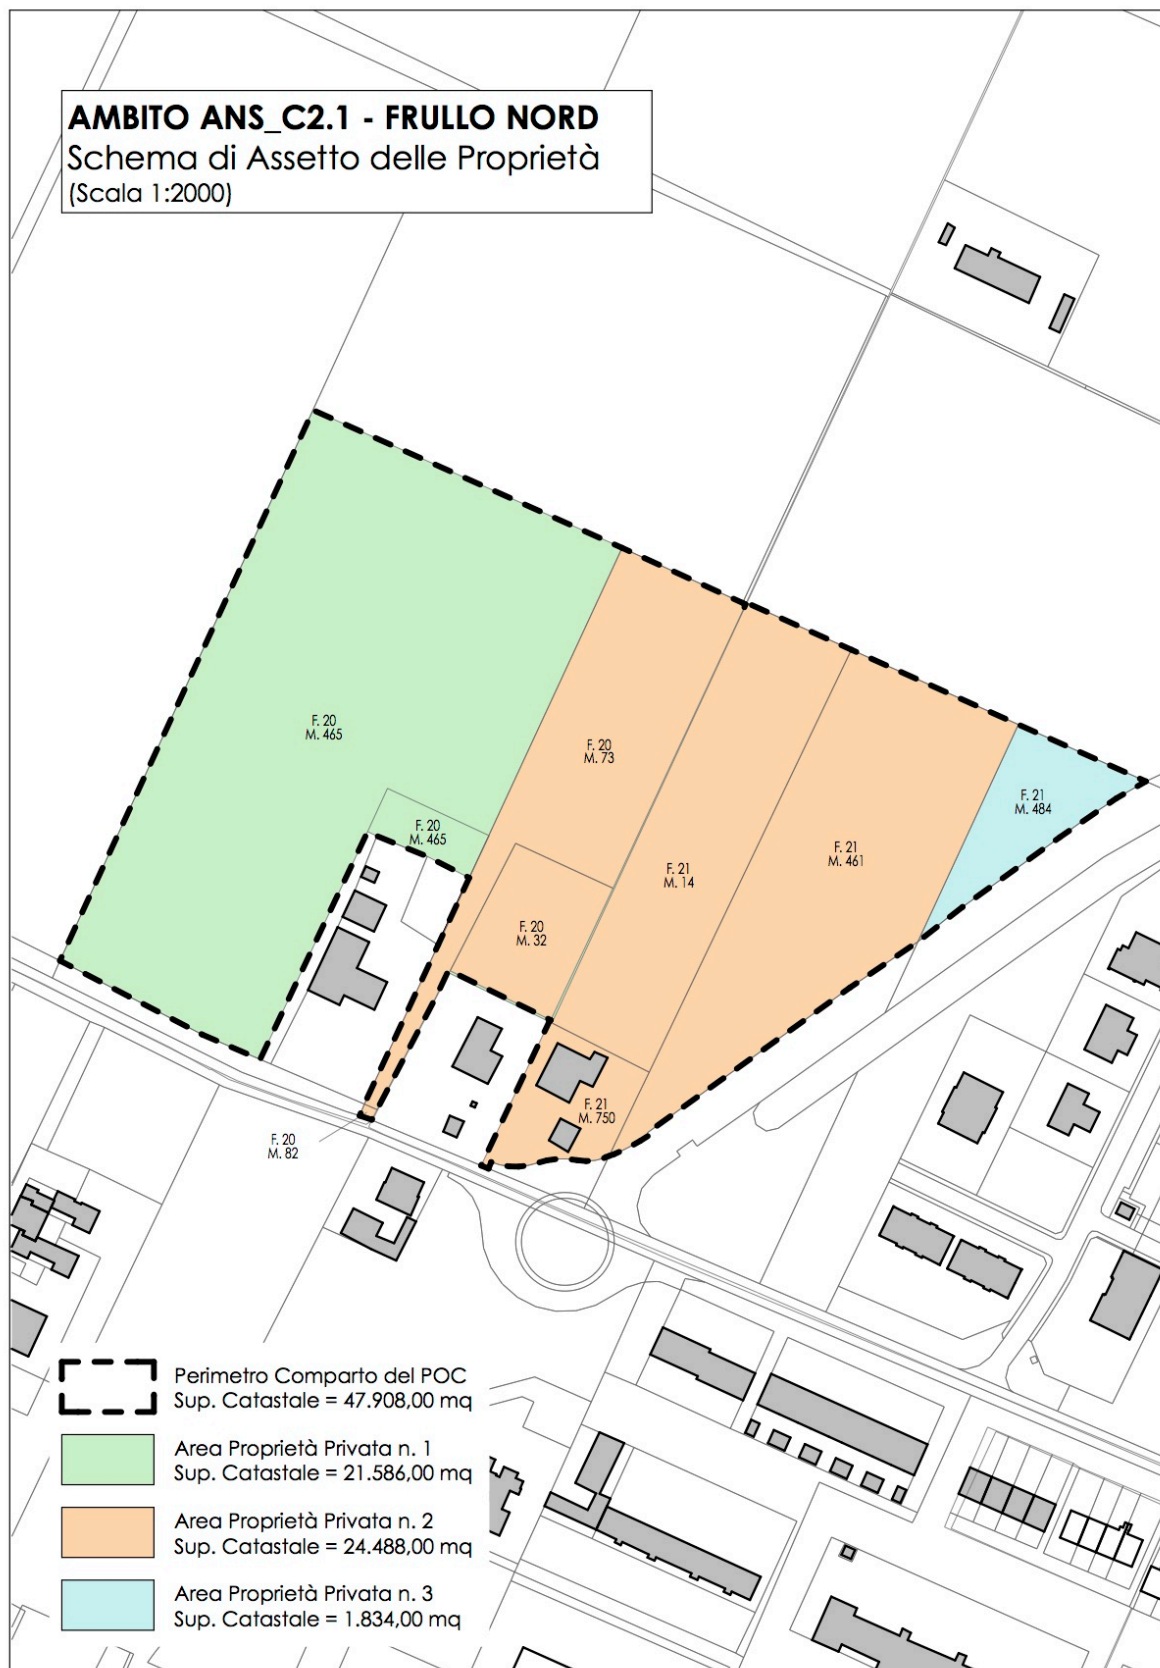 AMBITO ANS_C2.1 - FRULLO NORD
Schema di Assetto delle Proprietà
(Scala 1:2000)
F. 20
M. 465
F. 20
M. 73
F. 21
M. 484
F. 20
M. 465
F. 21
M. 461
F. 21
M. 14
F. 20
M. 32
F. 21
M. 750
F. 20
M. 82
Perimetro Comparto del POC
Sup. Catastale = 47.908,00 mq
Area Proprietà Privata n. 1
Sup. Catastale = 21.586,00 mq
Area Proprietà Privata n. 2
Sup. Catastale = 24.488,00 mq
Area Proprietà Privata n. 3
Sup. Catastale = 1.834,00 mq